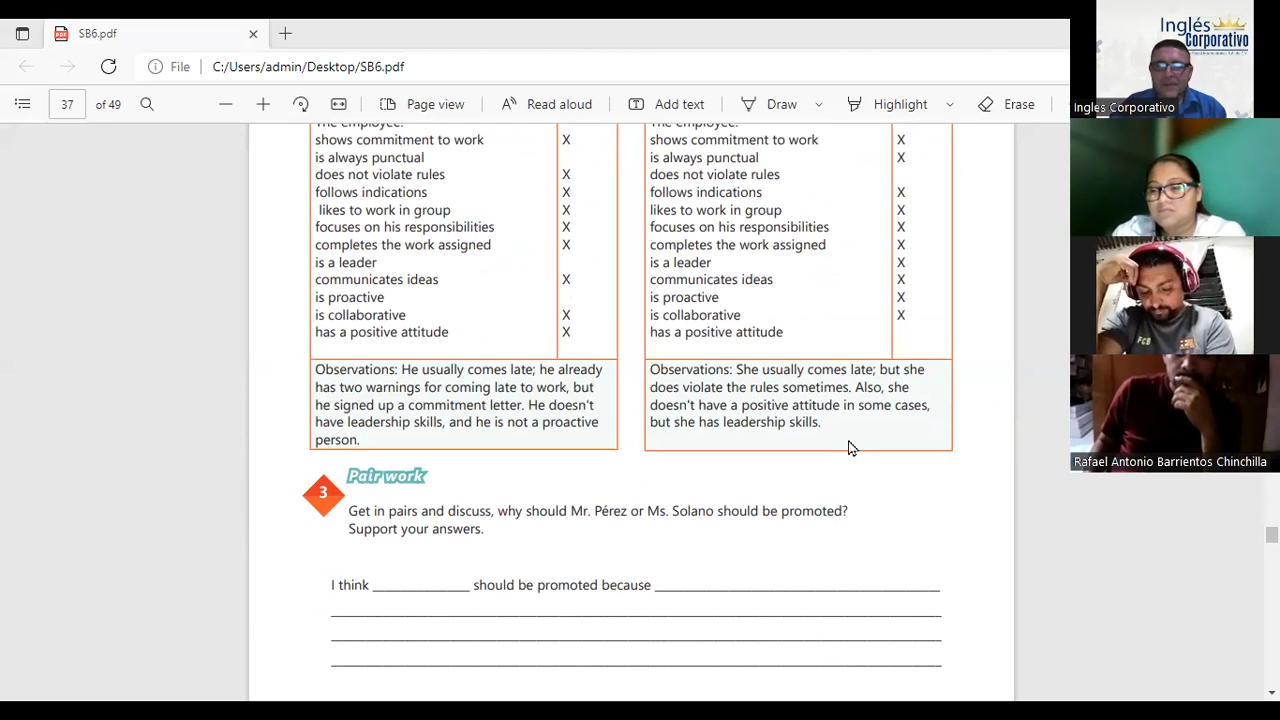 SB6.pdf
File
C:/Users/admin/Desktop/SB6.pdf
37 of 49
Page view
Read aloud
Add text
Draw
Highlight
Erase
The employee:
shows commitment to work X
is always punctual
does not violate rules X
follows indications X
likes to work in group X
focuses on his responsibilities X
completes the work assigned X
is a leader
communicates ideas X
is proactive
is collaborative X
has a positive attitude X
Observations: He usually comes late; he already
has two warnings for coming late to work, but
he signed up a commitment letter. He doesn't
have leadership skills, and he is not a proactive
person.
The employee:
shows commitment to work X
is always punctual X
does not violate rules
follows indications X
likes to work in group X
focuses on his responsibilities X
completes the work assigned X
is a leader X
communicates ideas X
is proactive X
is collaborative X
has a positive attitude
Observations: She usually comes late; but she
does violate the rules sometimes. Also, she
doesn't have a positive attitude in some cases,
but she has leadership skills.
3
Pair work
Get in pairs and discuss, why should Mr. Pérez or Ms. Solano should be promoted?
Support your answers.
I think ______________ should be promoted because ___________________________________
Inglés
Corporativo
Ingles Corporativo
Rafael Antonio Barrientos Chinchilla